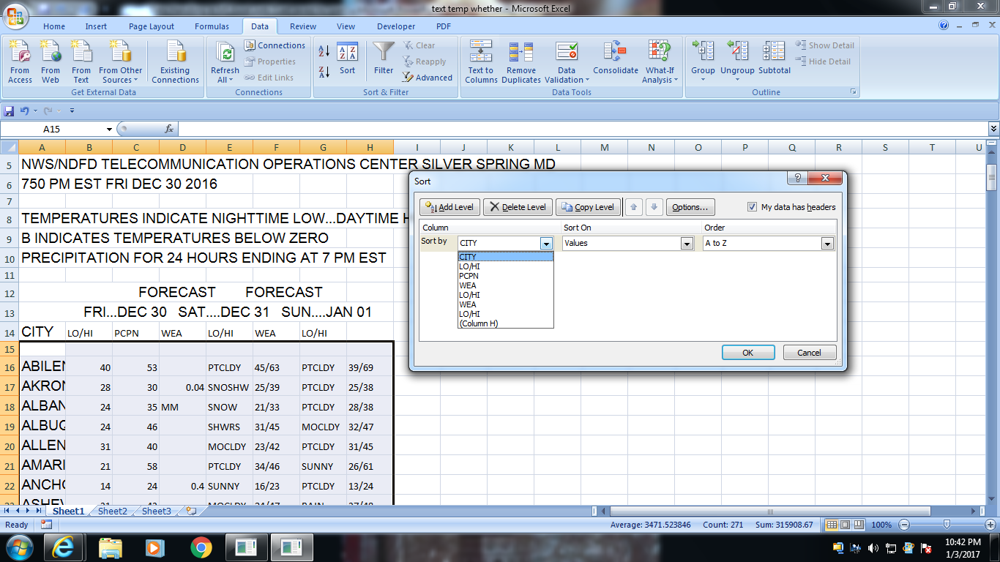 text temp whether - Microsoft Excel
Home Insert Page Layout Formulas Data Review View Developer PDF
From Access From Web From Text From Other Sources Existing Connections Refresh All Connections Properties Edit Links Sort Filter Clear Reapply Advanced Text to Columns Remove Duplicates Data Validation Consolidate What-If Analysis Group Ungroup Subtotal Show Detail Hide Detail
Get External Data Connections Sort & Filter Data Tools Outline
A15 fx
A B C D E F G H I J K L M N O P Q R S T U
5 NWS/NDFD TELECOMMUNICATION OPERATIONS CENTER SILVER SPRING MD
6 750 PM EST FRI DEC 30 2016
7
8 TEMPERATURES INDICATE NIGHTTIME LOW...DAYTIME H
9 B INDICATES TEMPERATURES BELOW ZERO
10 PRECIPITATION FOR 24 HOURS ENDING AT 7 PM EST
11
12 FORECAST FORECAST
13 FRI...DEC 30 SAT....DEC 31 SUN....JAN 01
14 CITY LO/HI PCPN WEA LO/HI WEA LO/HI
15
16 ABILEN 40 53 PTCLDY 45/63 PTCLDY 39/69
17 AKRON 28 30 0.04 SNOSHW 25/39 PTCLDY 25/38
18 ALBAN 24 35 MM SNOW 21/33 PTCLDY 28/38
19 ALBUQ 24 46 SHWRS 31/45 MOCLDY 32/47
20 ALLEN 31 40 MOCLDY 23/42 PTCLDY 31/45
21 AMARI 21 58 PTCLDY 34/46 SUNNY 26/61
22 ANCHO 14 24 0.4 SUNNY 16/23 PTCLDY 13/24
Sort
Add Level Delete Level Copy Level Options... My data has headers
Column Sort On Order
Sort by CITY Values A to Z
CITY
LO/HI
PCPN
WEA
LO/HI
WEA
LO/HI
(Column H)
OK Cancel
Sheet1 Sheet2 Sheet3
Ready Average: 3471.523846 Count: 271 Sum: 315908.67 100%
10:42 PM
1/3/2017